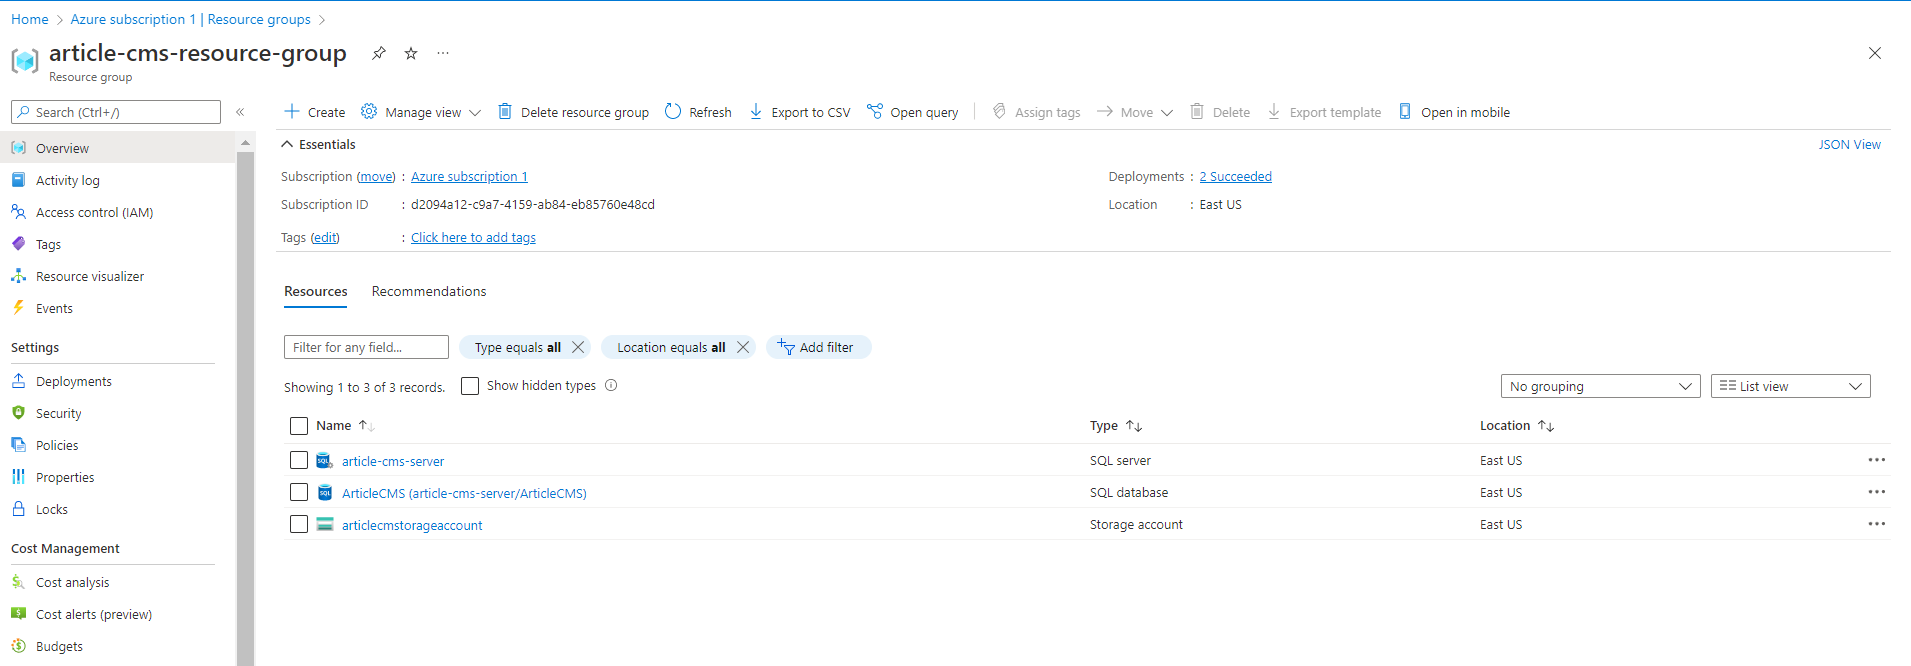 Home > Azure subscription 1 | Resource groups >
article-cms-resource-group
Resource group
Search (Ctrl+/)
Overview
Activity log
Access control (IAM)
Tags
Resource visualizer
Events
Settings
Deployments
Security
Policies
Properties
Locks
Cost Management
Cost analysis
Cost alerts (preview)
Budgets
Create Manage view Delete resource group Refresh Export to CSV Open query Assign tags Move Delete Export template Open in mobile
Essentials JSON View
Subscription (move) : Azure subscription 1 Deployments : 2 Succeeded
Subscription ID : d2094a12-c9a7-4159-ab84-eb85760e48cd Location : East US
Tags (edit) : Click here to add tags
Resources Recommendations
Filter for any field... Type equals all Location equals all Add filter
Showing 1 to 3 of 3 records. Show hidden types No grouping List view
Name Type Location
article-cms-server SQL server East US
SQL ArticleCMS (article-cms-server/ArticleCMS) SQL database East US
articlecmstorageaccount Storage account East US